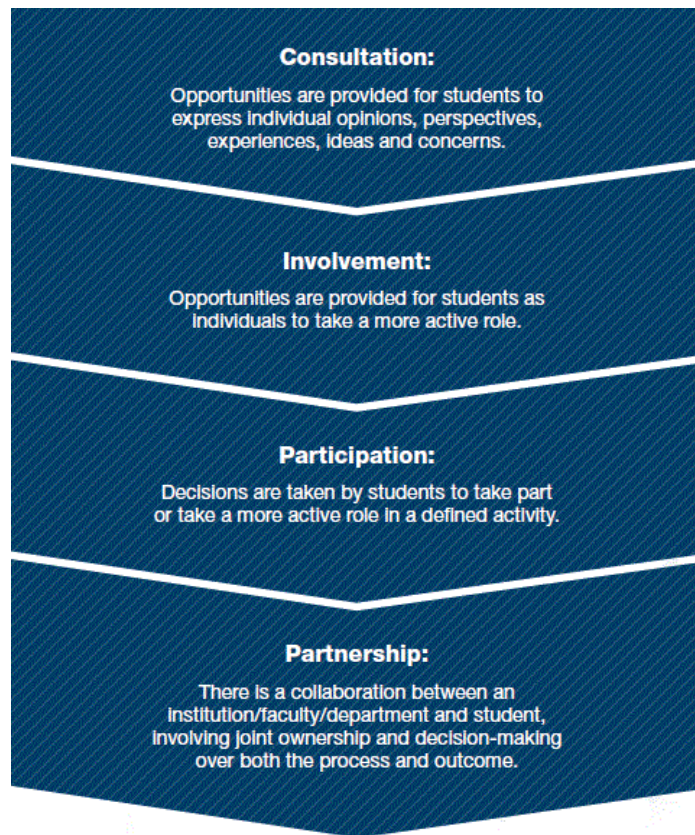 Consultation:
Opportunities are provided for students to
express individual opinions, perspectives,
experiences, ideas and concerns.
Involvement:
Opportunities are provided for students as
individuals to take a more active role.
Participation:
Decisions are taken by students to take part
or take a more active role in a defined activity.
Partnership:
There is a collaboration between an
institution/faculty/department and student,
involving joint ownership and decision-making
over both the process and outcome.